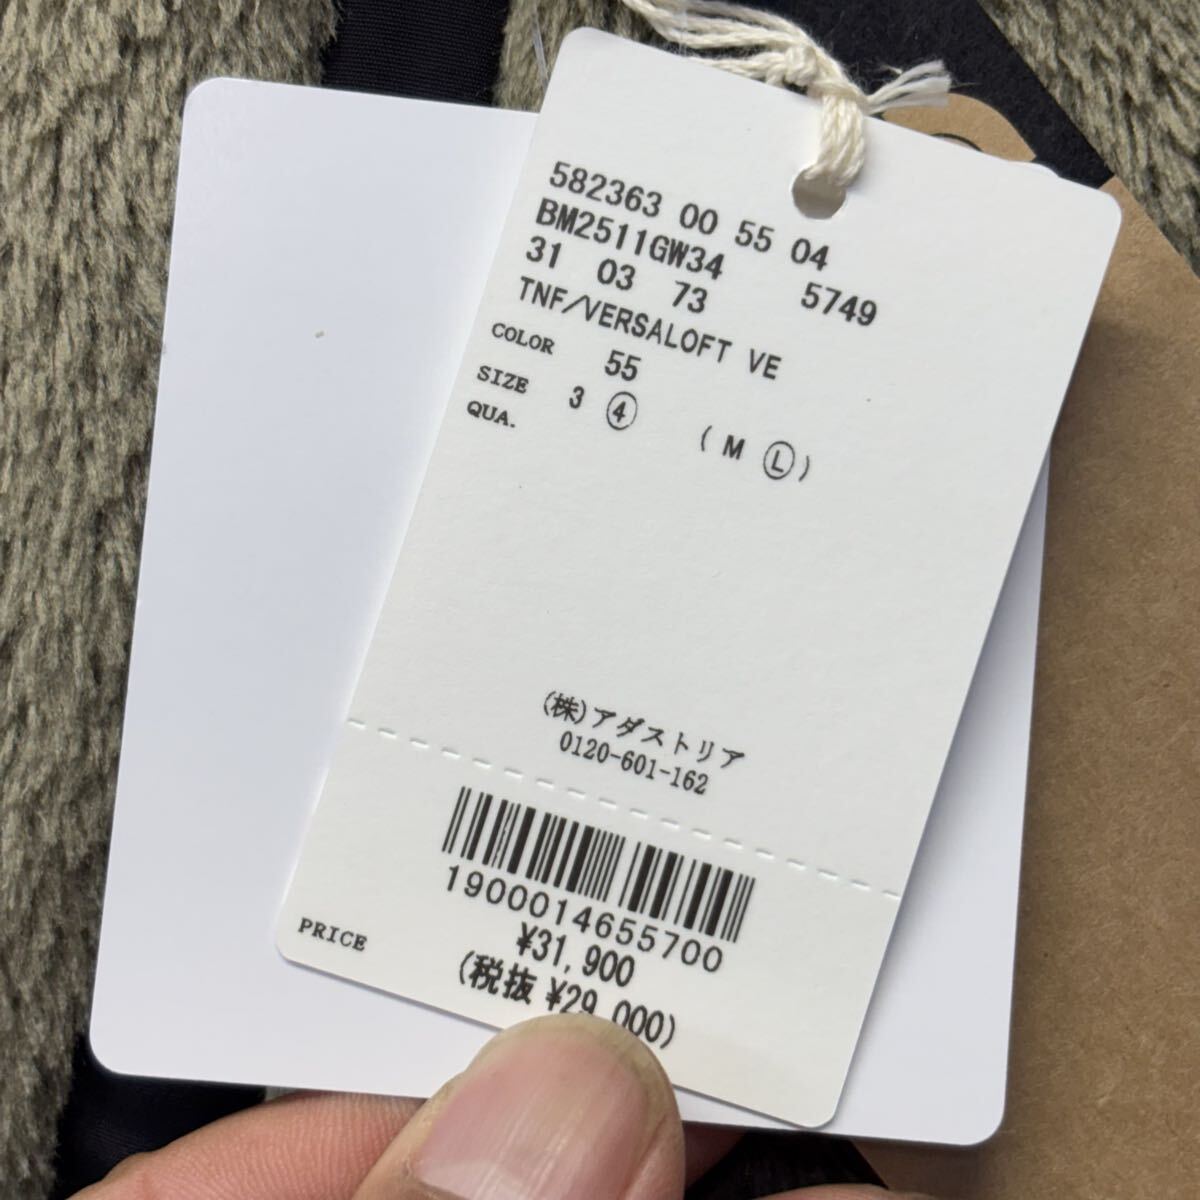 582363 00 55 04
BM2511GW34
31 03 73 5749
TNF/VERSALOFT VE
COLOR 55
SIZE 3 4 (M L)
QUA.
(株)アダストリア
0120-601-162
1900014655700
PRICE ¥31,900
(税抜 ¥29,000)